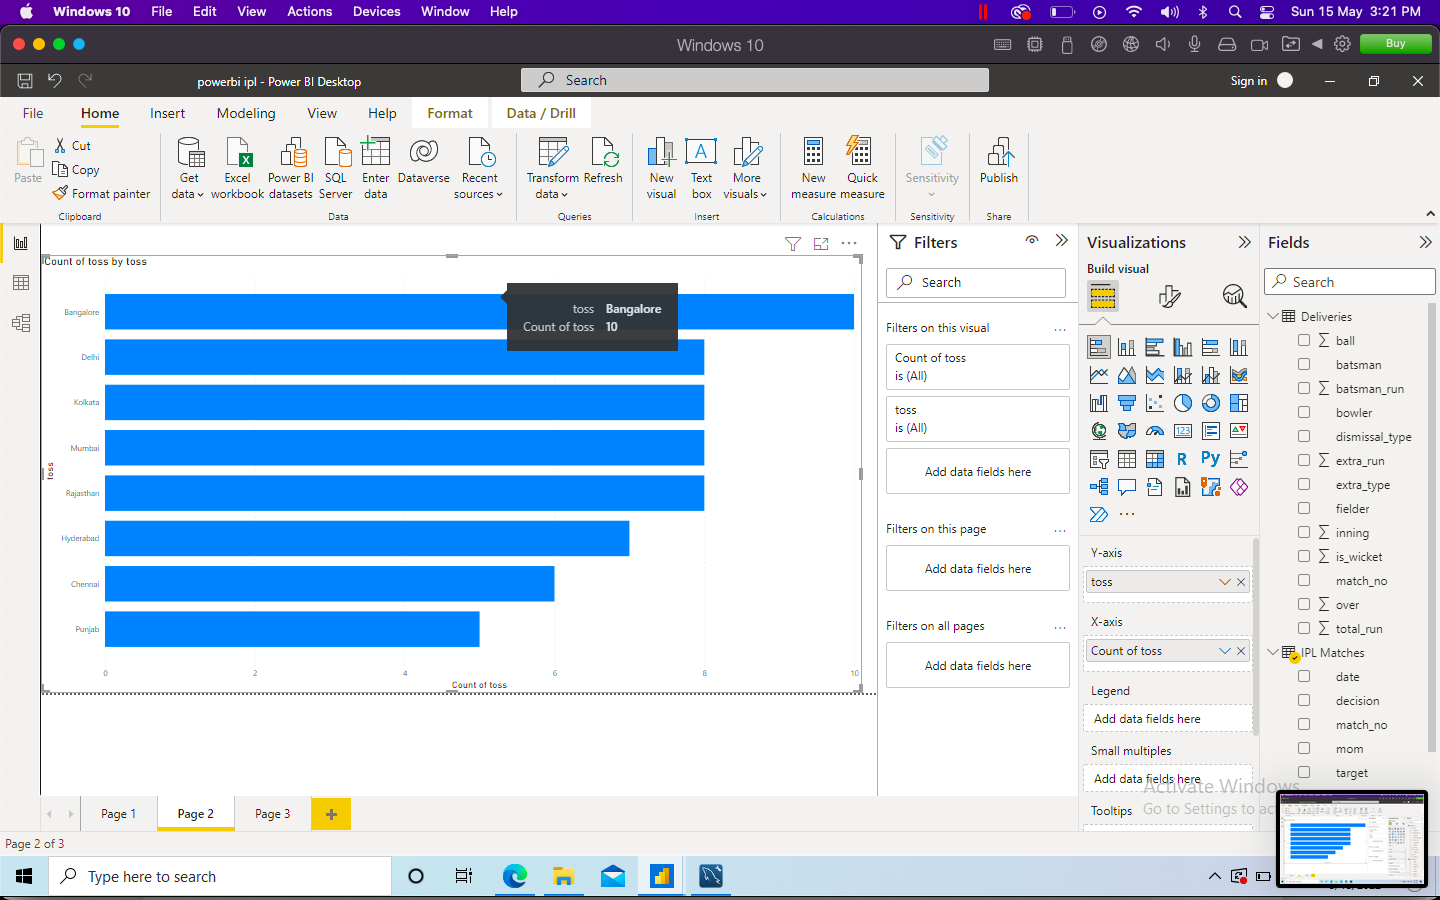 Windows 10 File Edit View Actions Devices Window Help Sun 15 May 3:21 PM
Windows 10 Buy
powerbi ipl - Power BI Desktop Search Sign in
File Home Insert Modeling View Help Format Data / Drill
Paste
Cut
Copy
Format painter
Clipboard
Get data
Excel workbook
Power BI datasets
SQL Server
Enter data
Dataverse
Recent sources
Data
Transform data
Refresh
Queries
New visual
Text box
More visuals
Insert
New measure
Quick measure
Calculations
Sensitivity
Sensitivity
Publish
Share
Count of toss by toss
toss Bangalore
Count of toss 10
Bangalore
Delhi
Kolkata
Mumbai
Rajasthan
Hyderabad
Chennai
Punjab
toss
0 2 4 6 8 10
Count of toss
Filters
Search
Filters on this visual ...
Count of toss
is (All)
toss
is (All)
Add data fields here
Filters on this page ...
Add data fields here
Filters on all pages ...
Add data fields here
Visualizations
Build visual
123
R Py
Y-axis
toss
X-axis
Count of toss
Legend
Add data fields here
Small multiples
Add data fields here
Tooltips
Fields
Search
Deliveries
ball
batsman
batsman_run
bowler
dismissal_type
extra_run
extra_type
fielder
inning
is_wicket
match_no
over
total_run
IPL Matches
date
decision
match_no
mom
target
Activate Windows
Go to Settings to ac
Page 1 Page 2 Page 3 +
Page 2 of 3
Type here to search